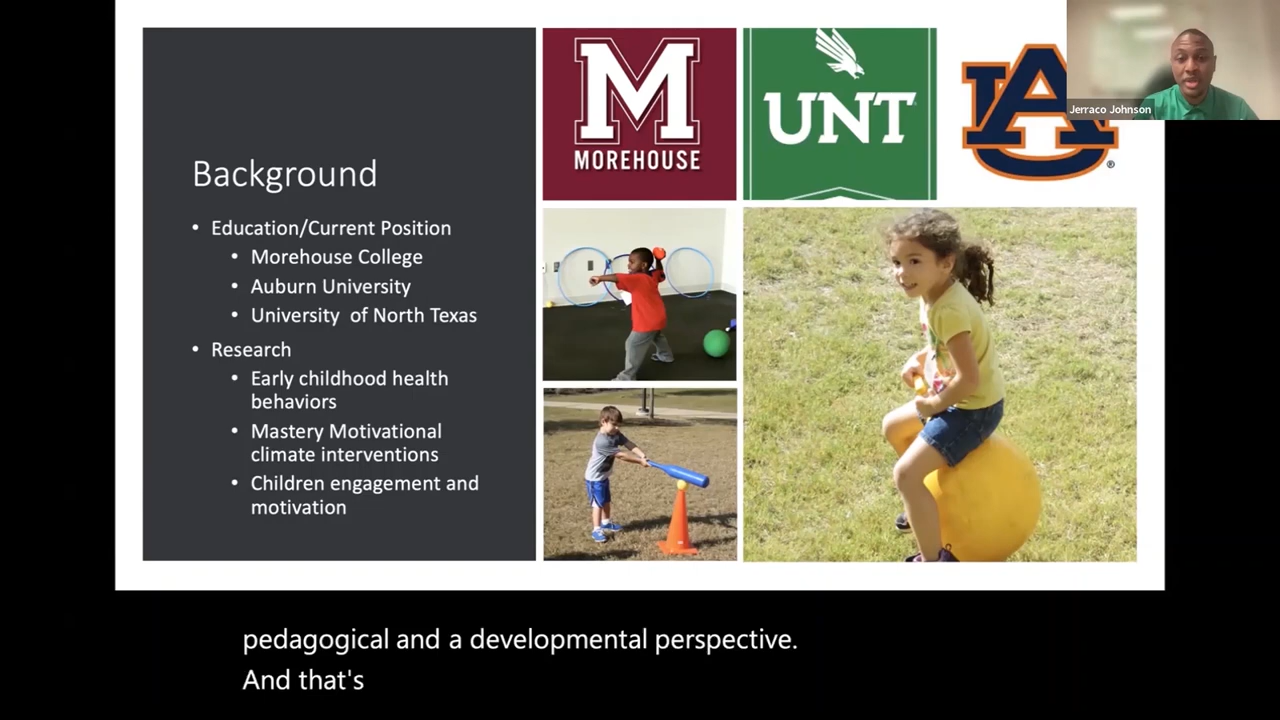 Background
• Education/Current Position
• Morehouse College
• Auburn University
• University of North Texas
• Research
• Early childhood health
behaviors
• Mastery Motivational
climate interventions
• Children engagement and
motivation
M
MOREHOUSE
UNT
AU
®
Jerraco Johnson
pedagogical and a developmental perspective.
And that's